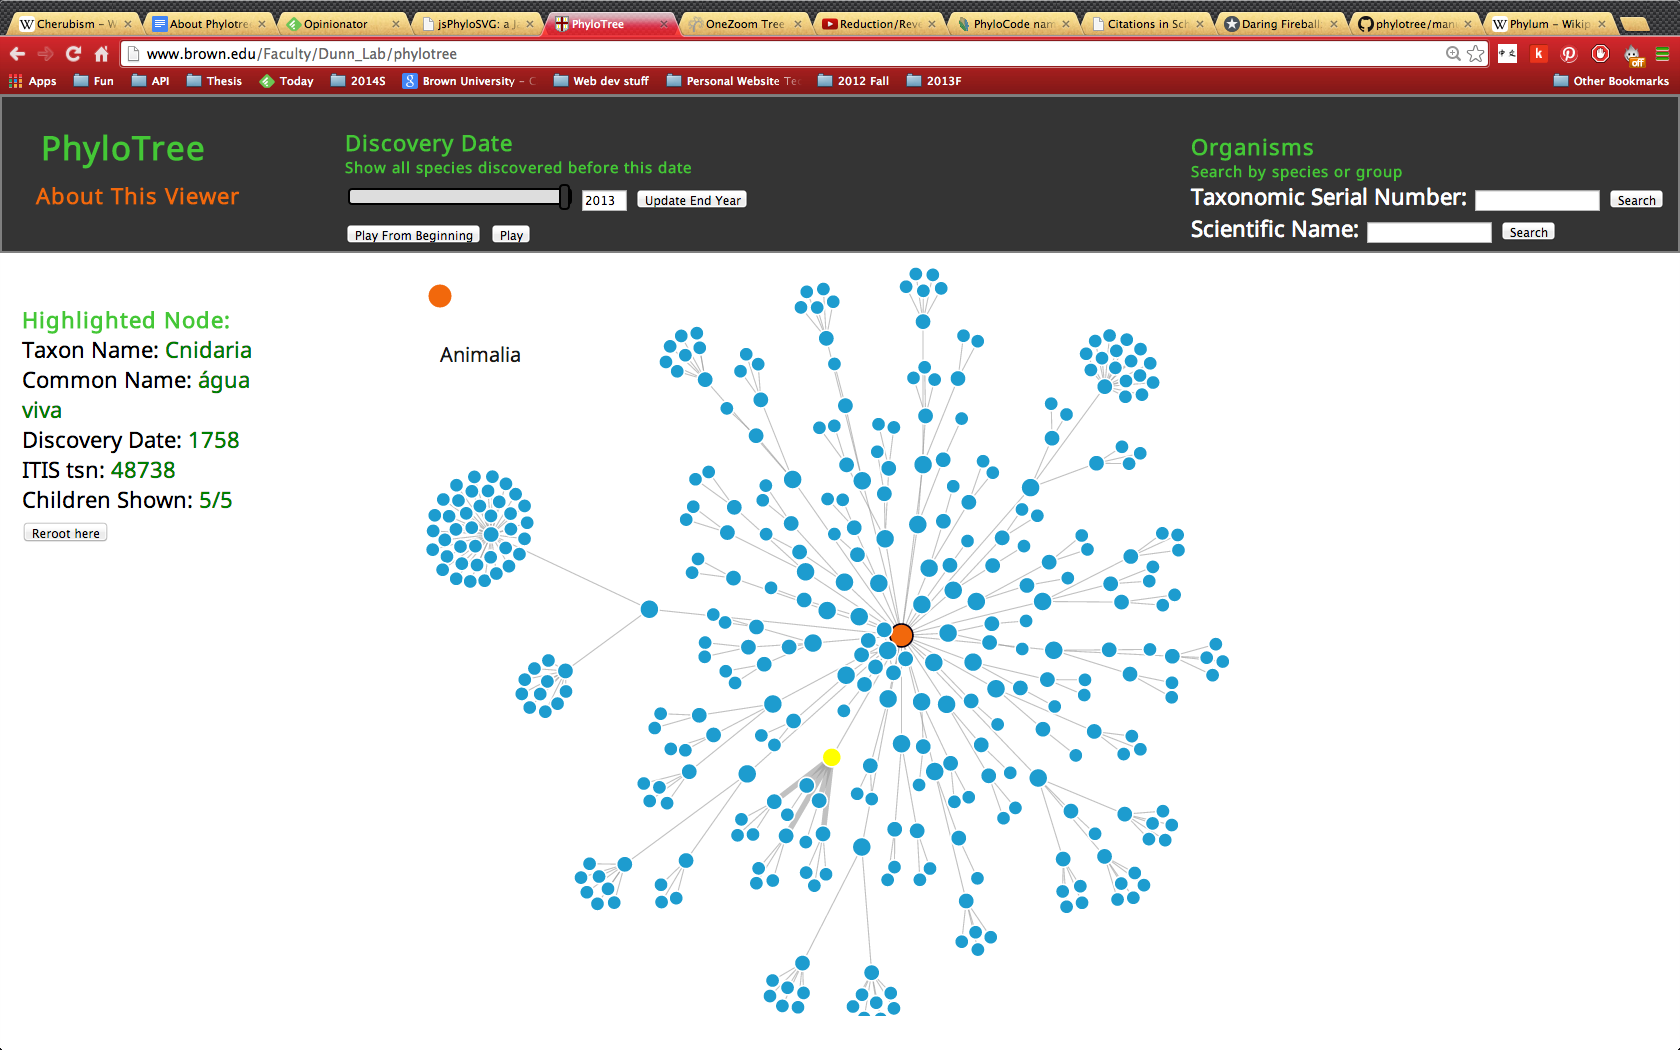 Cherubism – W
About Phylotre
Opinionator
jsPhyloSVG: a Ja
PhyloTree
OneZoom Tree
Reduction/Reve
PhyloCode nam
Citations in Sch
Daring Fireball:
phylotree/man
Phylum – Wikip
www.brown.edu/Faculty/Dunn_Lab/phylotree
Apps
Fun
API
Thesis
Today
2014S
Brown University – C
Web dev stuff
Personal Website Te
2012 Fall
2013F
Other Bookmarks
off
PhyloTree
About This Viewer
Discovery Date
Show all species discovered before this date
2013
Update End Year
Play From Beginning
Play
Organisms
Search by species or group
Taxonomic Serial Number:
Search
Scientific Name:
Search
Highlighted Node:
Taxon Name: Cnidaria
Common Name: água
viva
Discovery Date: 1758
ITIS tsn: 48738
Children Shown: 5/5
Reroot here
Animalia